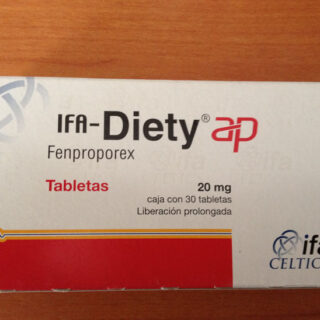 IFA-Diety® ap
Fenproporex
Tabletas
20 mg
caja con 30 tabletas
Liberación prolongada
ifa
CELTIC